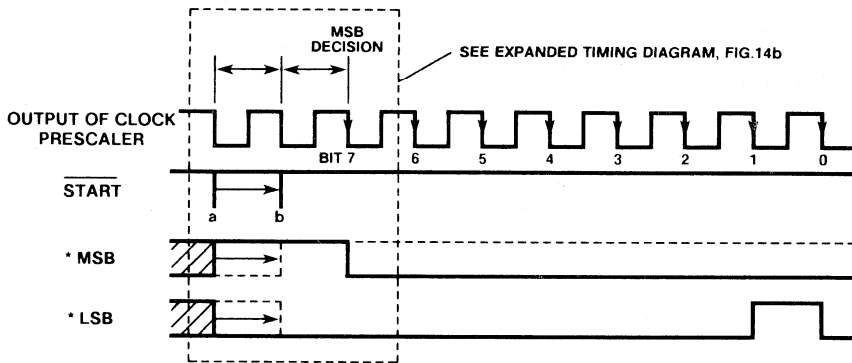 MSB
DECISION
SEE EXPANDED TIMING DIAGRAM, FIG.14b
OUTPUT OF CLOCK
PRESCALER
BIT 7 6 5 4 3 2 1 0
START
a b
* MSB
* LSB